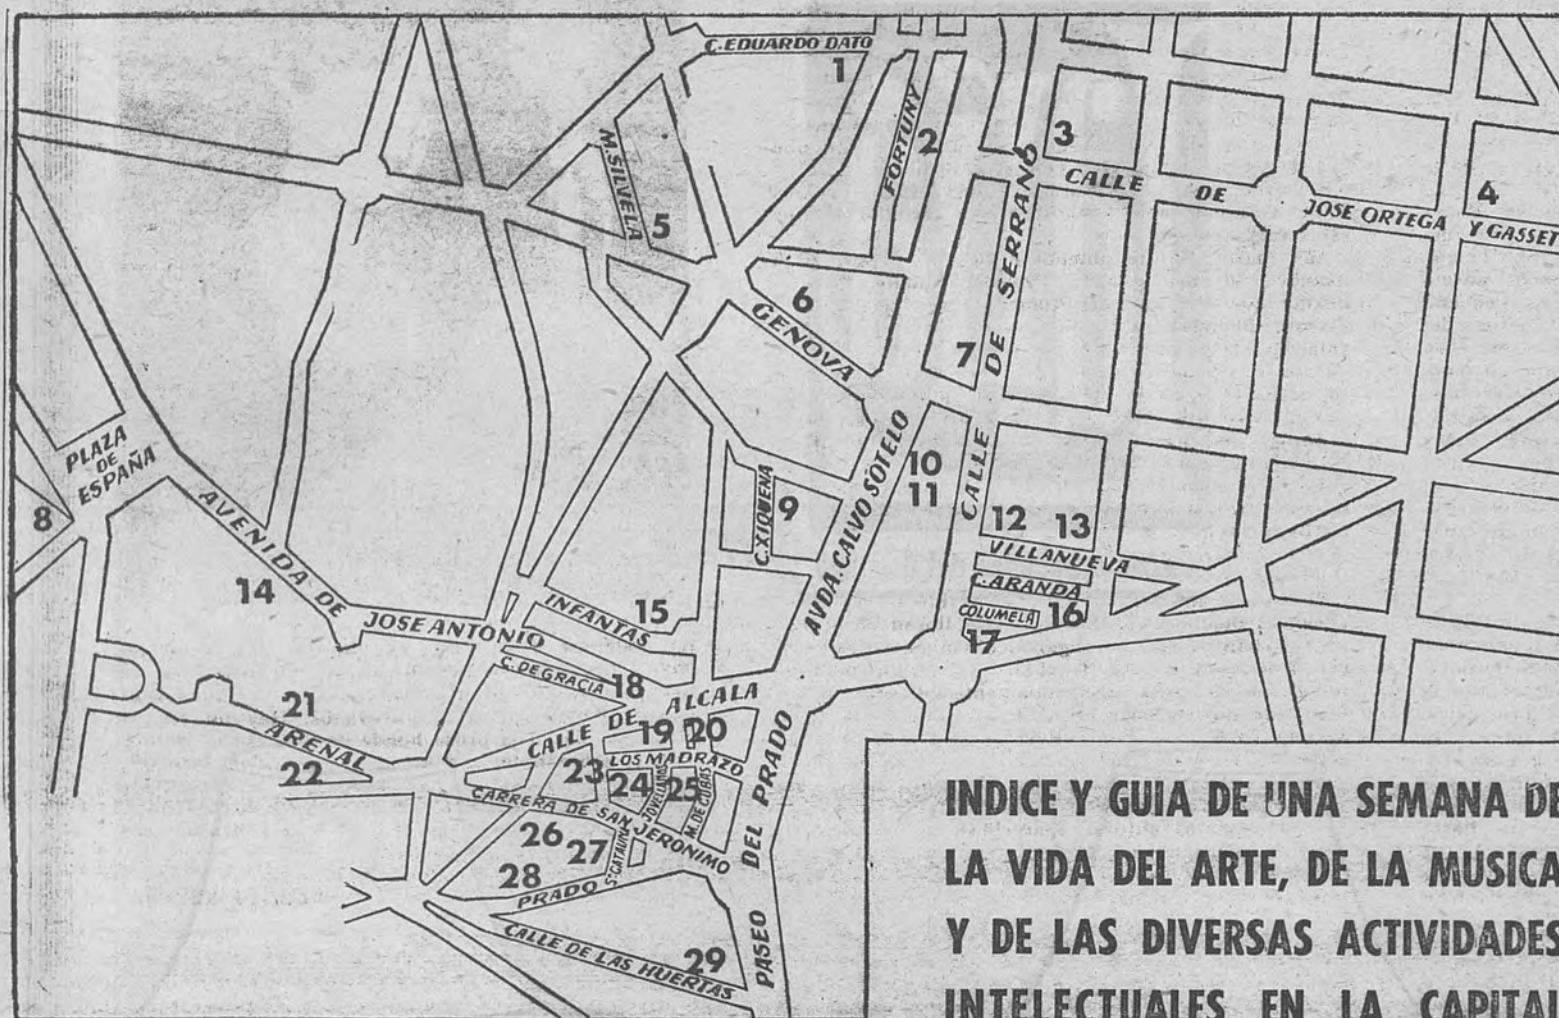 C. EDUARDO DATO
1
FORTUNY
2
3
M. SILVELA
5
CALLE DE JOSE ORTEGA Y GASSET
4
6
GENOVA
7
CALLE DE SERRANO
PLAZA
DE
ESPAÑA
8
AVENIDA DE JOSE ANTONIO
14
C. XIQUENA
9
AVDA. CALVO SOTELO
10
11
12
13
VILLANUEVA
C. ARANDA
COLUMELA
16
17
INFANTAS
15
C. DE GRACIA
18
CALLE DE ALCALA
19
20
21
ARENAL
22
LOS MADRAZO
23
24
JOVELLANOS
25
M. DE CUBAS
CARRERA DE SAN JERONIMO
26
27
Sª CATALINA
28
PRADO
CALLE DE LAS HUERTAS
29
PASEO DEL PRADO
INDICE Y GUIA DE UNA SEMANA DE
LA VIDA DEL ARTE, DE LA MUSICA
Y DE LAS DIVERSAS ACTIVIDADES
INTELECTUALES EN LA CAPITAL